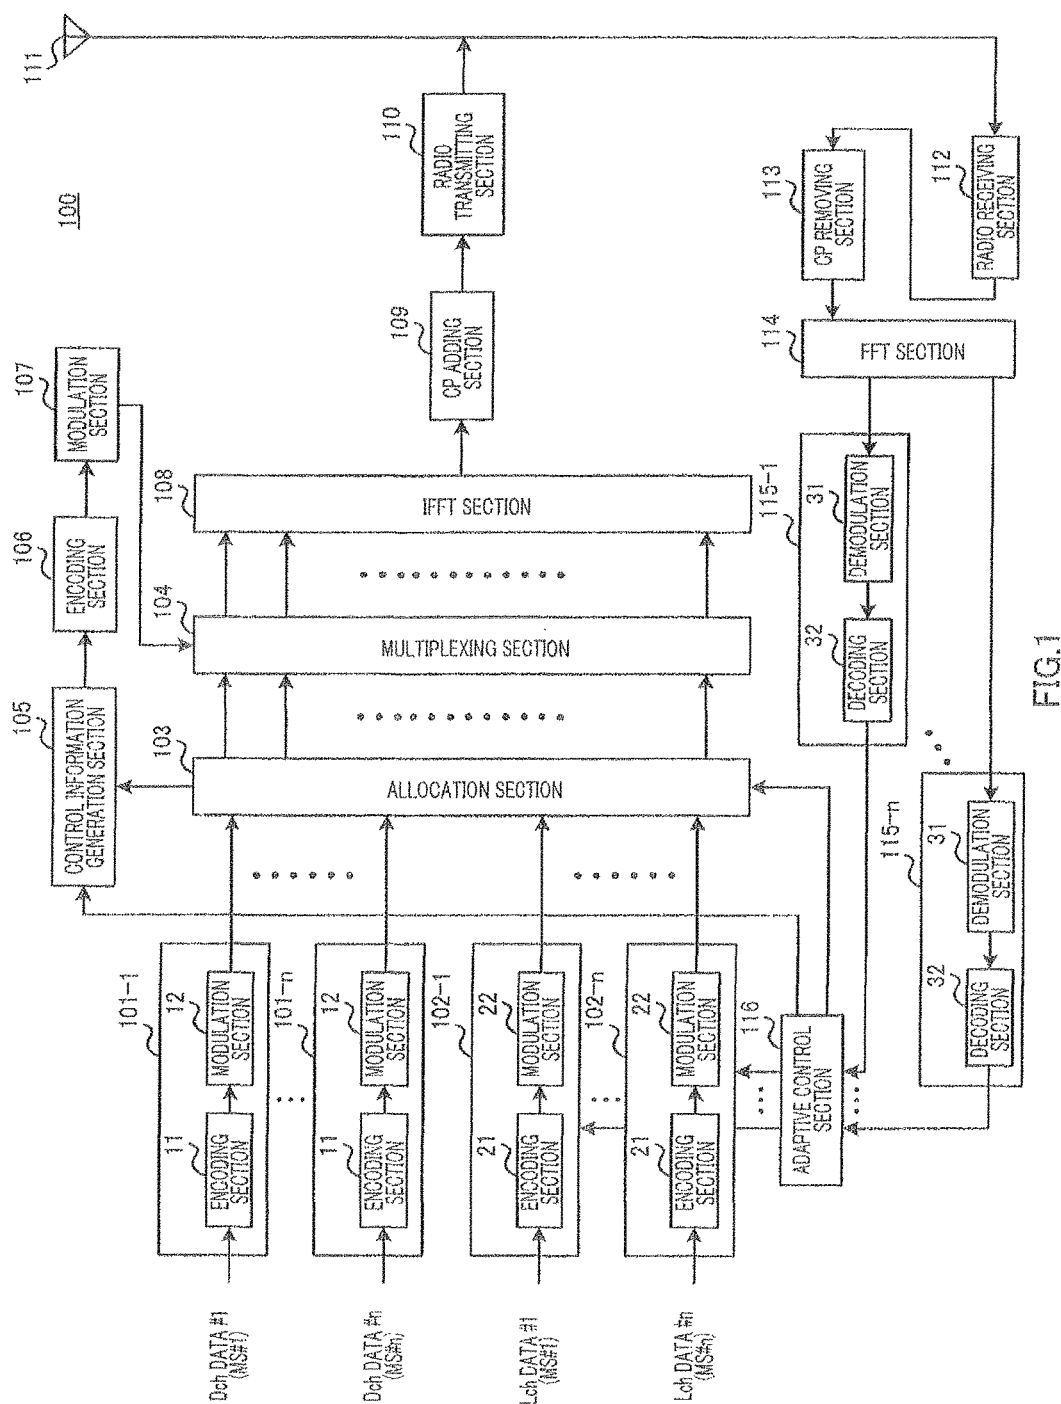 100
111
110
RADIO
TRANSMITTING
SECTION
109
CP ADDING
SECTION
107
MODULATION
SECTION
106
ENCODING
SECTION
105
CONTROL INFORMATION
GENERATION SECTION
108
IFFT SECTION
104
MULTIPLEXING SECTION
103
ALLOCATION SECTION
101-1
12
MODULATION
SECTION
11
ENCODING
SECTION
Dch DATA #1
(MS#1)
101-n
12
MODULATION
SECTION
11
ENCODING
SECTION
Dch DATA #n
(MS#n)
102-1
22
MODULATION
SECTION
21
ENCODING
SECTION
Lch DATA #1
(MS#1)
102-n
22
MODULATION
SECTION
21
ENCODING
SECTION
Lch DATA #n
(MS#n)
116
ADAPTIVE CONTROL
SECTION
113
CP REMOVING
SECTION
112
RADIO RECEIVING
SECTION
114
FFT SECTION
115-1
31
DEMODULATION
SECTION
32
DECODING
SECTION
115-n
31
DEMODULATION
SECTION
32
DECODING
SECTION
FIG.1